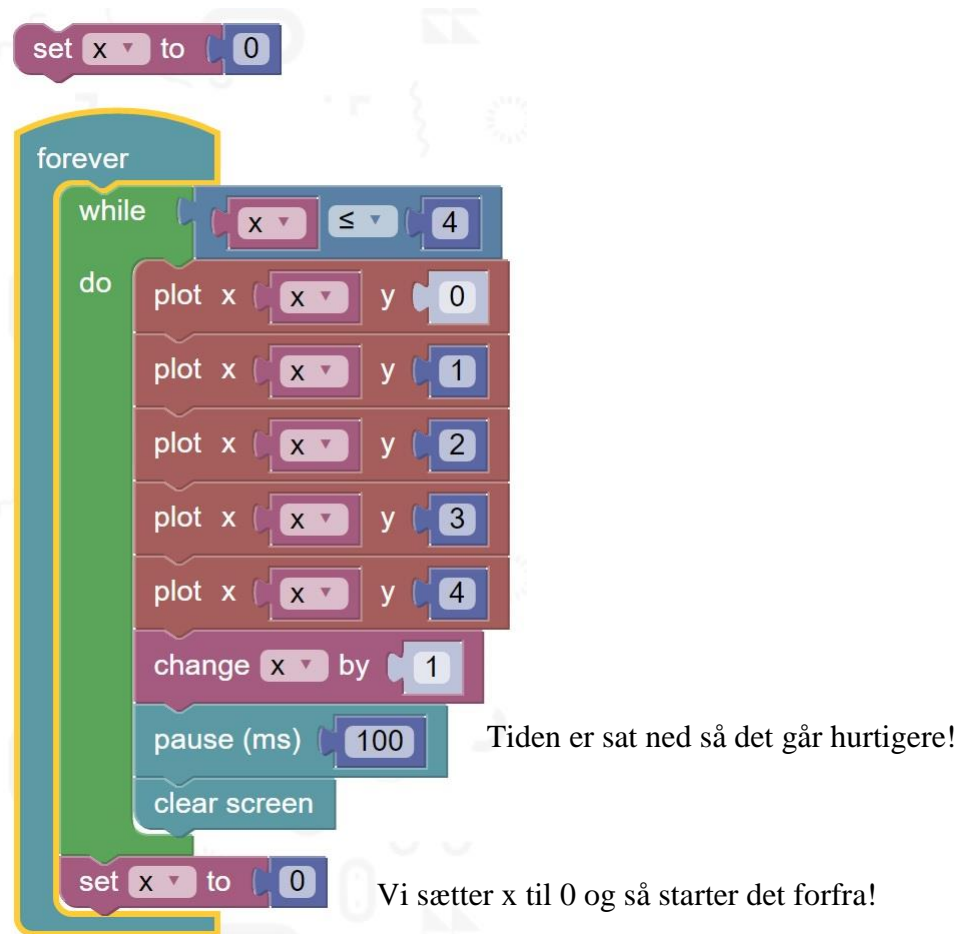 set x to 0
forever
while x ≤ 4
do plot x x y 0
plot x x y 1
plot x x y 2
plot x x y 3
plot x x y 4
change x by 1
pause (ms) 100 Tiden er sat ned så det går hurtigere!
clear screen
set x to 0 Vi sætter x til 0 og så starter det forfra!